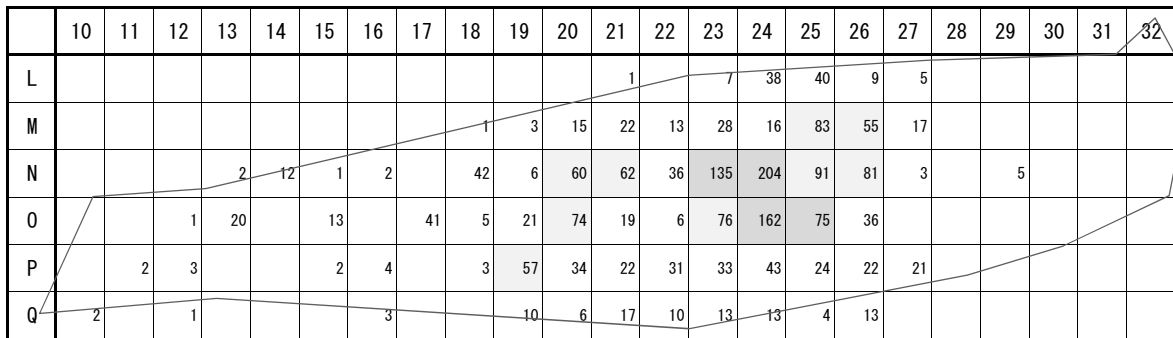 10 11 12 13 14 15 16 17 18 19 20 21 22 23 24 25 26 27 28 29 30 31 32
L 1 7 38 40 9 5
M 1 3 15 22 13 28 16 83 55 17
N 2 12 1 2 42 6 60 62 36 135 204 91 81 3 5
O 1 20 13 41 5 21 74 19 6 76 162 75 36
P 2 3 2 4 3 57 34 22 31 33 43 24 22 21
Q 2 1 3 10 6 17 10 13 13 4 13